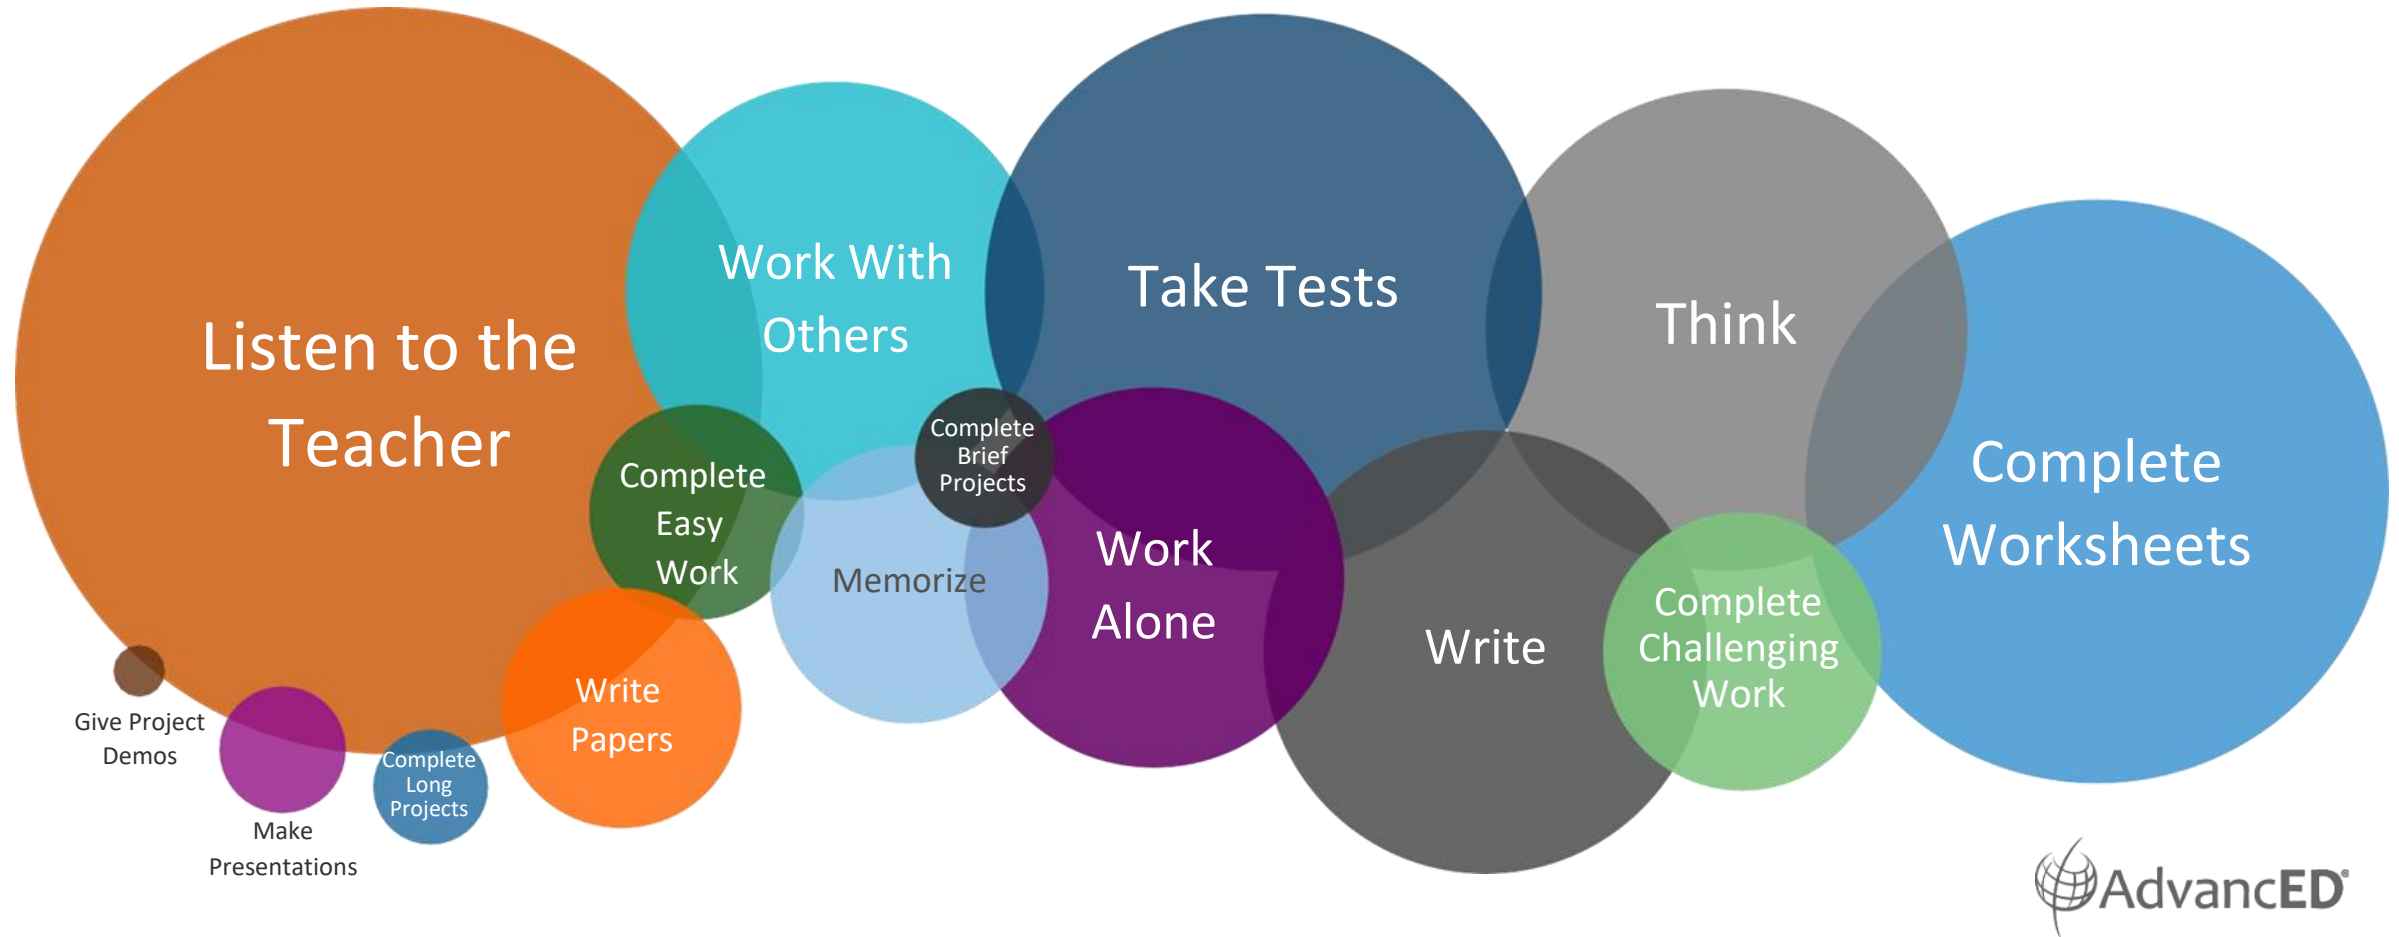 Listen to the
Teacher
Work With
Others
Take Tests
Think
Complete
Worksheets
Complete
Easy
Work
Complete
Brief
Projects
Memorize
Work
Alone
Write
Complete
Challenging
Work
Write
Papers
Give Project
Demos
Make
Presentations
Complete
Long
Projects
AdvancED®